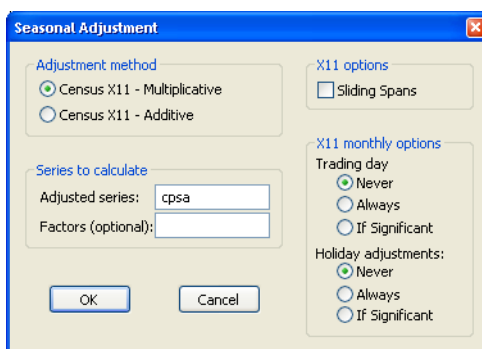 Seasonal Adjustment
Adjustment method
Census X11 - Multiplicative
Census X11 - Additive
Series to calculate
Adjusted series: cpsa
Factors (optional):
OK Cancel
X11 options
Sliding Spans
X11 monthly options
Trading day
Never
Always
If Significant
Holiday adjustments:
Never
Always
If Significant